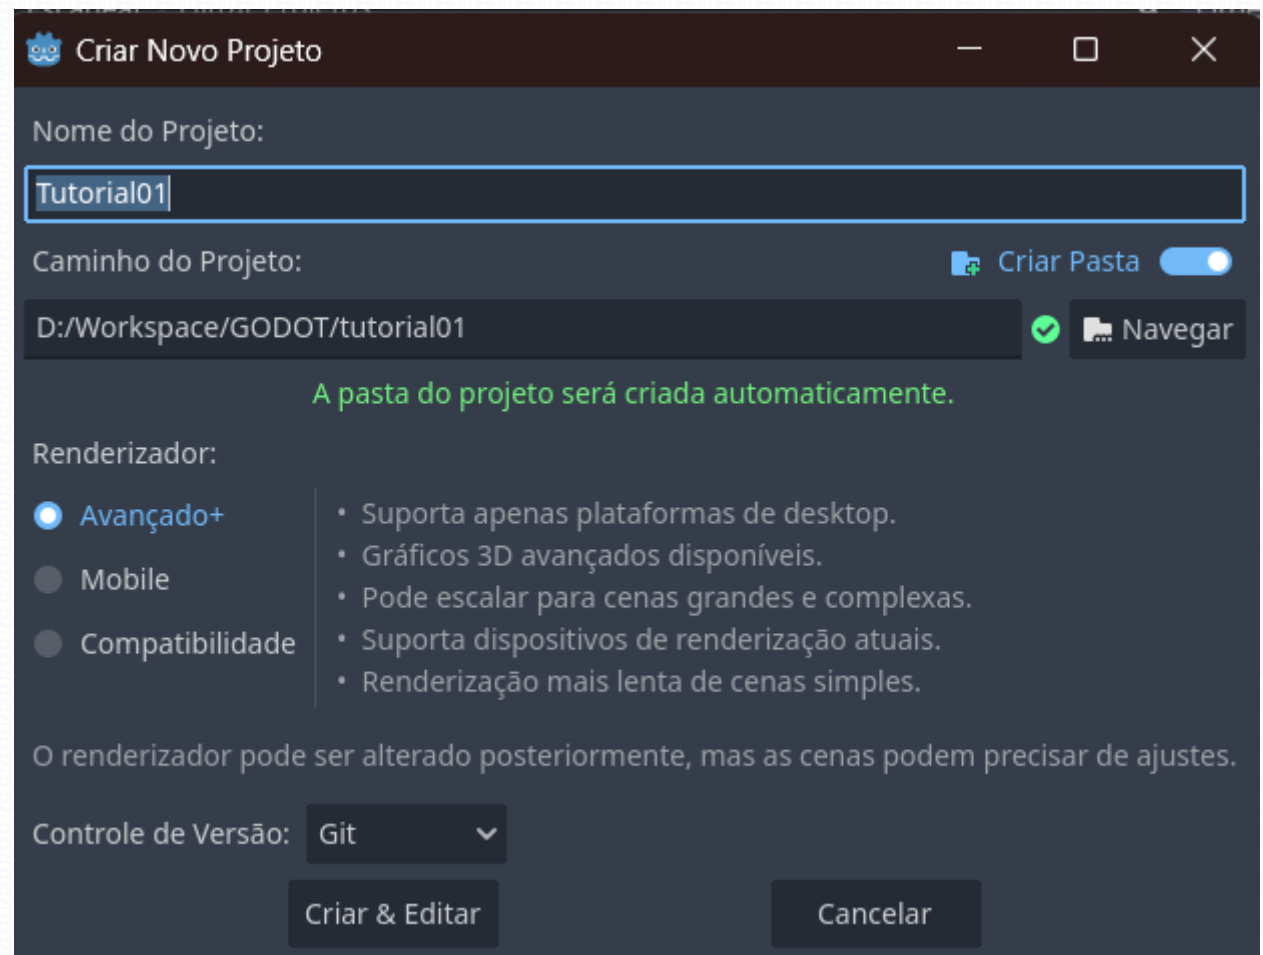 Criar Novo Projeto
Nome do Projeto:
Tutorial01
Caminho do Projeto: Criar Pasta
D:/Workspace/GODOT/tutorial01 Navegar
A pasta do projeto será criada automaticamente.
Renderizador:
Avançado+
Mobile
Compatibilidade
• Suporta apenas plataformas de desktop.
• Gráficos 3D avançados disponíveis.
• Pode escalar para cenas grandes e complexas.
• Suporta dispositivos de renderização atuais.
• Renderização mais lenta de cenas simples.
O renderizador pode ser alterado posteriormente, mas as cenas podem precisar de ajustes.
Controle de Versão: Git
Criar & Editar Cancelar